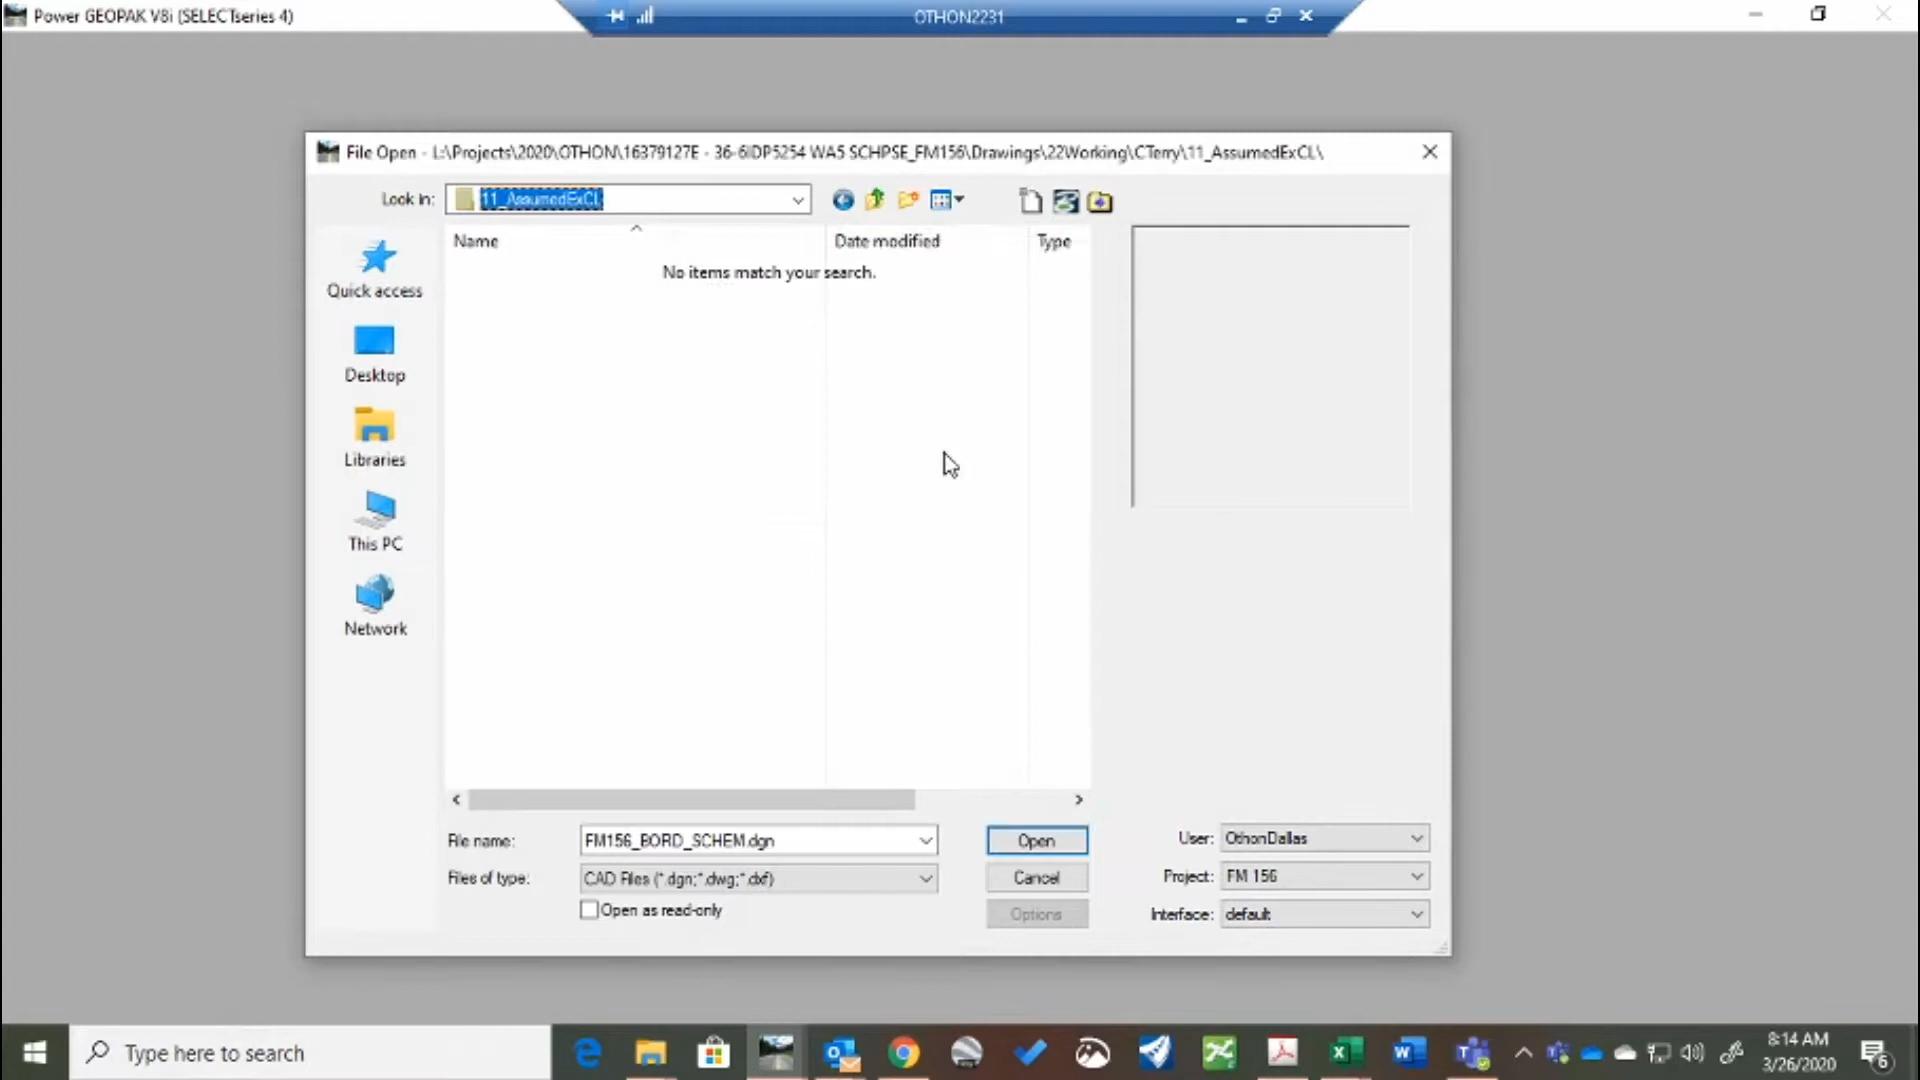 Power GEOPAK V8i (SELECTseries 4)
OTHON2231
File Open - L:\Projects\2020\OTHON\16379127E - 36-6IDP5254 WA5 SCHPSE_FM156\Drawings\22Working\CTerry\11_AssumedExCL\
Look in:
11_AssumedExCL
Name
Date modified
Type
No items match your search.
Quick access
Desktop
Libraries
This PC
Network
File name:
FM156_BORD_SCHEM.dgn
Open
User:
OthonDallas
Files of type:
CAD Files (*.dgn;*.dwg;*.dxf)
Cancel
Project:
FM 156
Open as read-only
Options
Interface:
default
Type here to search
8:14 AM
3/26/2020
6